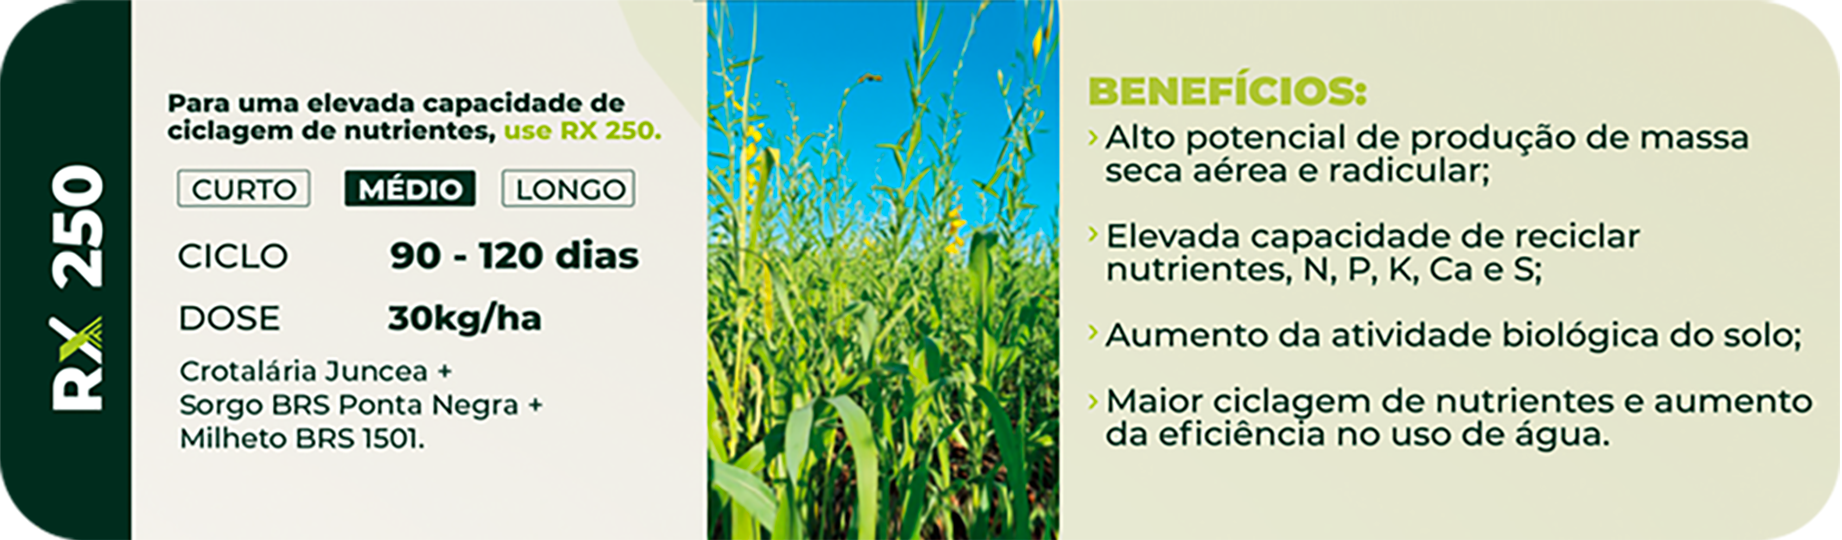 RX 250
Para uma elevada capacidade de
ciclagem de nutrientes, use RX 250.
CURTO MÉDIO LONGO
CICLO 90 - 120 dias
DOSE 30kg/ha
Crotalária Juncea +
Sorgo BRS Ponta Negra +
Milheto BRS 1501.
BENEFÍCIOS:
› Alto potencial de produção de massa
seca aérea e radicular;
› Elevada capacidade de reciclar
nutrientes, N, P, K, Ca e S;
› Aumento da atividade biológica do solo;
› Maior ciclagem de nutrientes e aumento
da eficiência no uso de água.